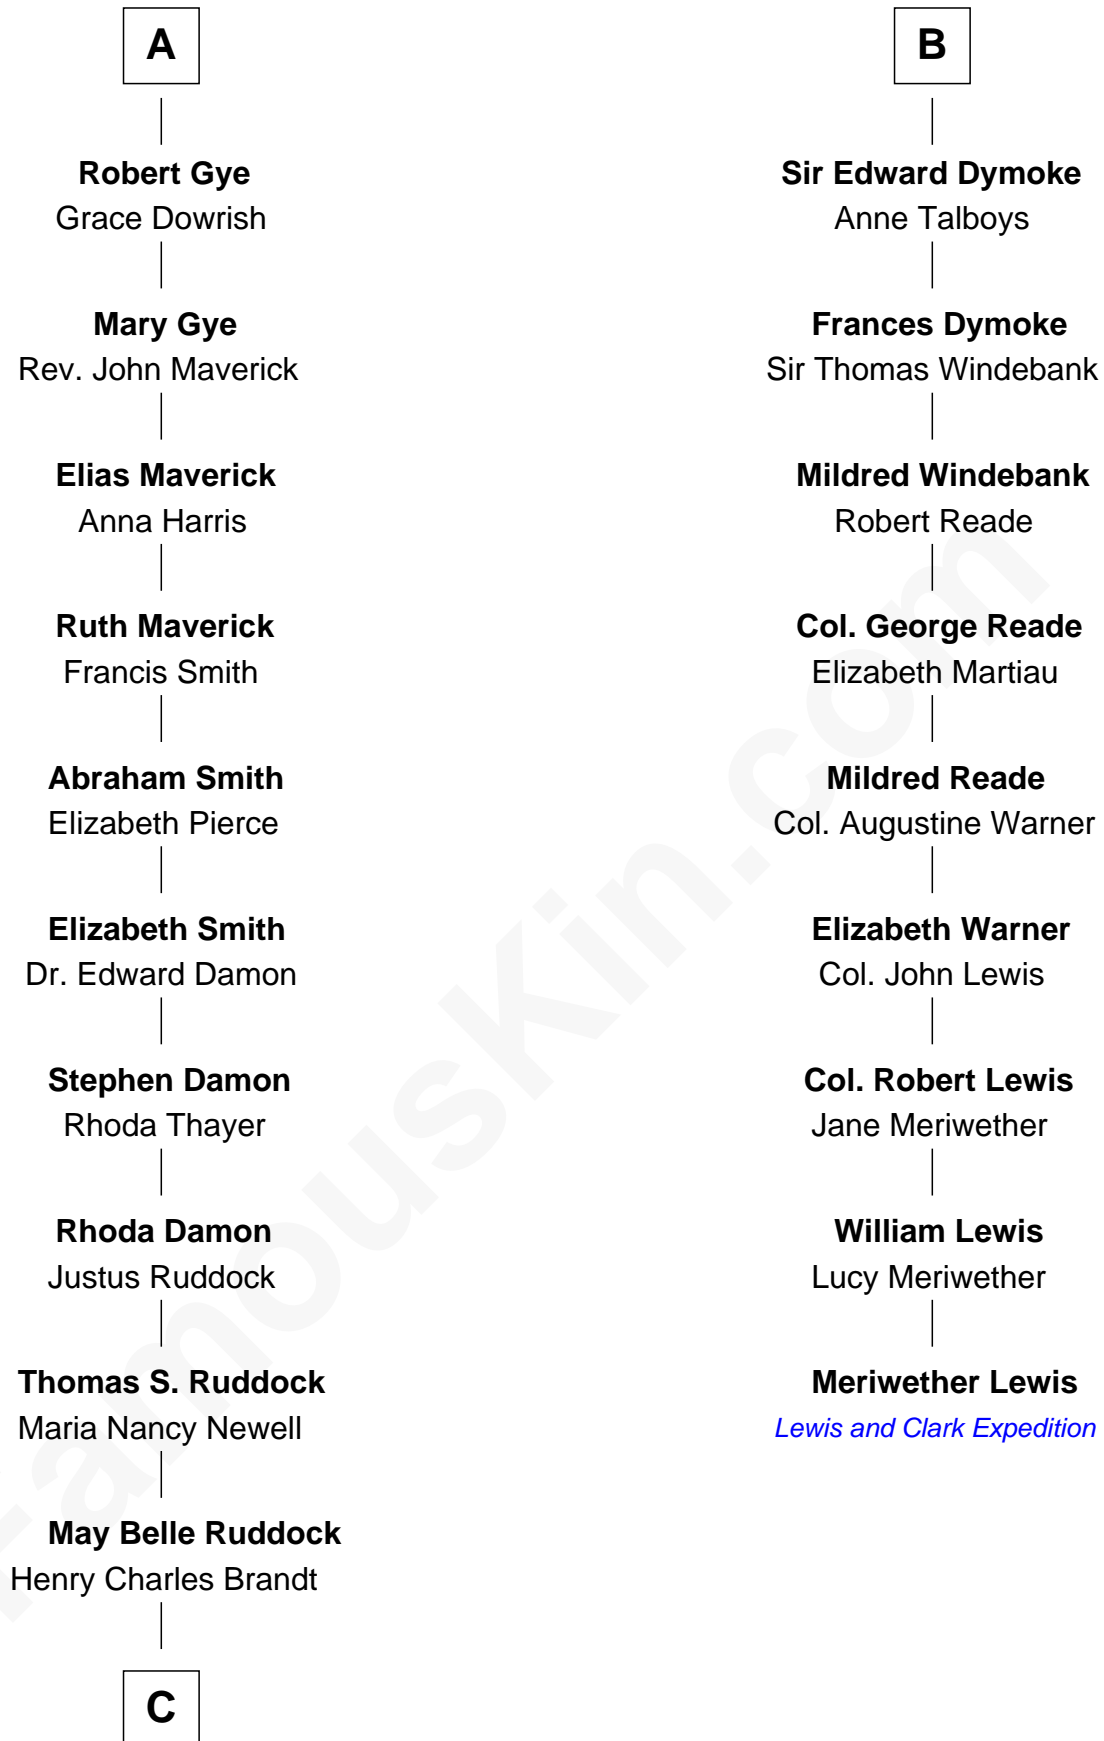 A
Robert Gye
Grace Dowrish
Mary Gye
Rev. John Maverick
Elias Maverick
Anna Harris
Ruth Maverick
Francis Smith
Abraham Smith
Elizabeth Pierce
Elizabeth Smith
Dr. Edward Damon
Stephen Damon
Rhoda Thayer
Rhoda Damon
Justus Ruddock
Thomas S. Ruddock
Maria Nancy Newell
May Belle Ruddock
Henry Charles Brandt
C
B
Sir Edward Dymoke
Anne Talboys
Frances Dymoke
Sir Thomas Windebank
Mildred Windebank
Robert Reade
Col. George Reade
Elizabeth Martiau
Mildred Reade
Col. Augustine Warner
Elizabeth Warner
Col. John Lewis
Col. Robert Lewis
Jane Meriwether
William Lewis
Lucy Meriwether
Meriwether Lewis
Lewis and Clark Expedition
FamousKin.com